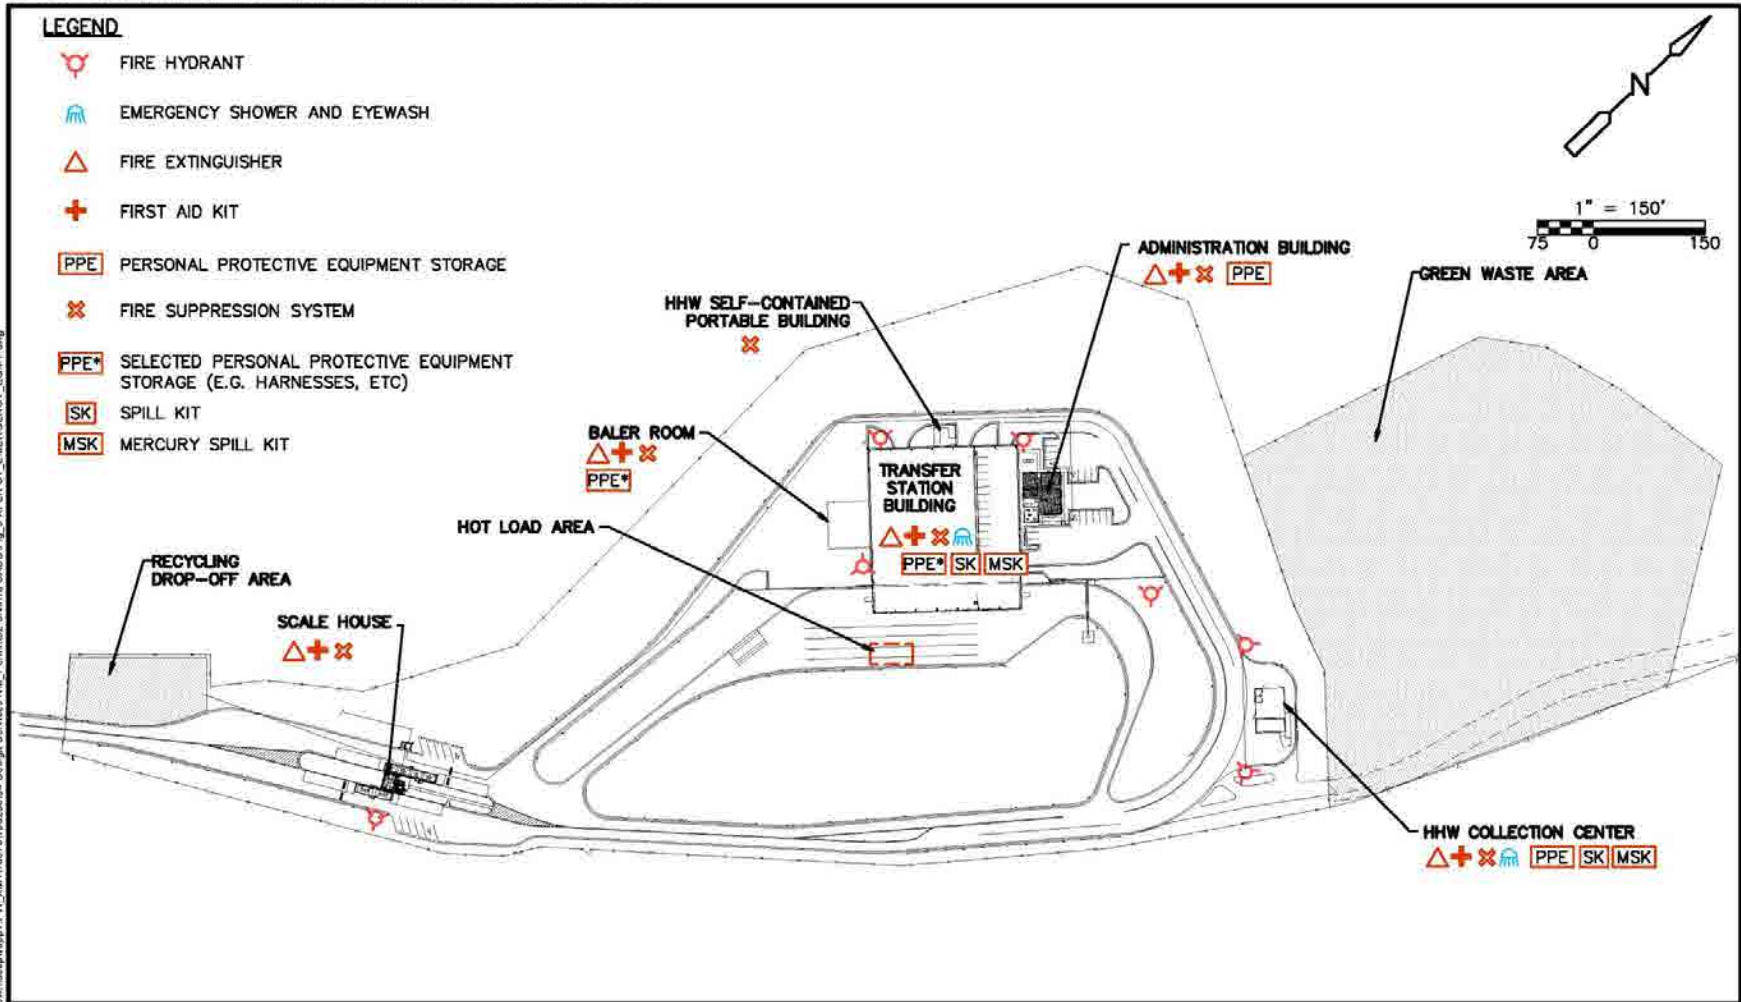 LEGEND
FIRE HYDRANT
EMERGENCY SHOWER AND EYEWASH
FIRE EXTINGUISHER
FIRST AID KIT
PPE PERSONAL PROTECTIVE EQUIPMENT STORAGE
FIRE SUPPRESSION SYSTEM
PPE* SELECTED PERSONAL PROTECTIVE EQUIPMENT
STORAGE (E.G. HARNESSES, ETC)
SK SPILL KIT
MSK MERCURY SPILL KIT
N
1" = 150'
75 0 150
ADMINISTRATION BUILDING
PPE
GREEN WASTE AREA
HHW SELF-CONTAINED
PORTABLE BUILDING
BALER ROOM
PPE*
TRANSFER
STATION
BUILDING
PPE* SK MSK
HOT LOAD AREA
RECYCLING
DROP-OFF AREA
SCALE HOUSE
HHW COLLECTION CENTER
PPE SK MSK